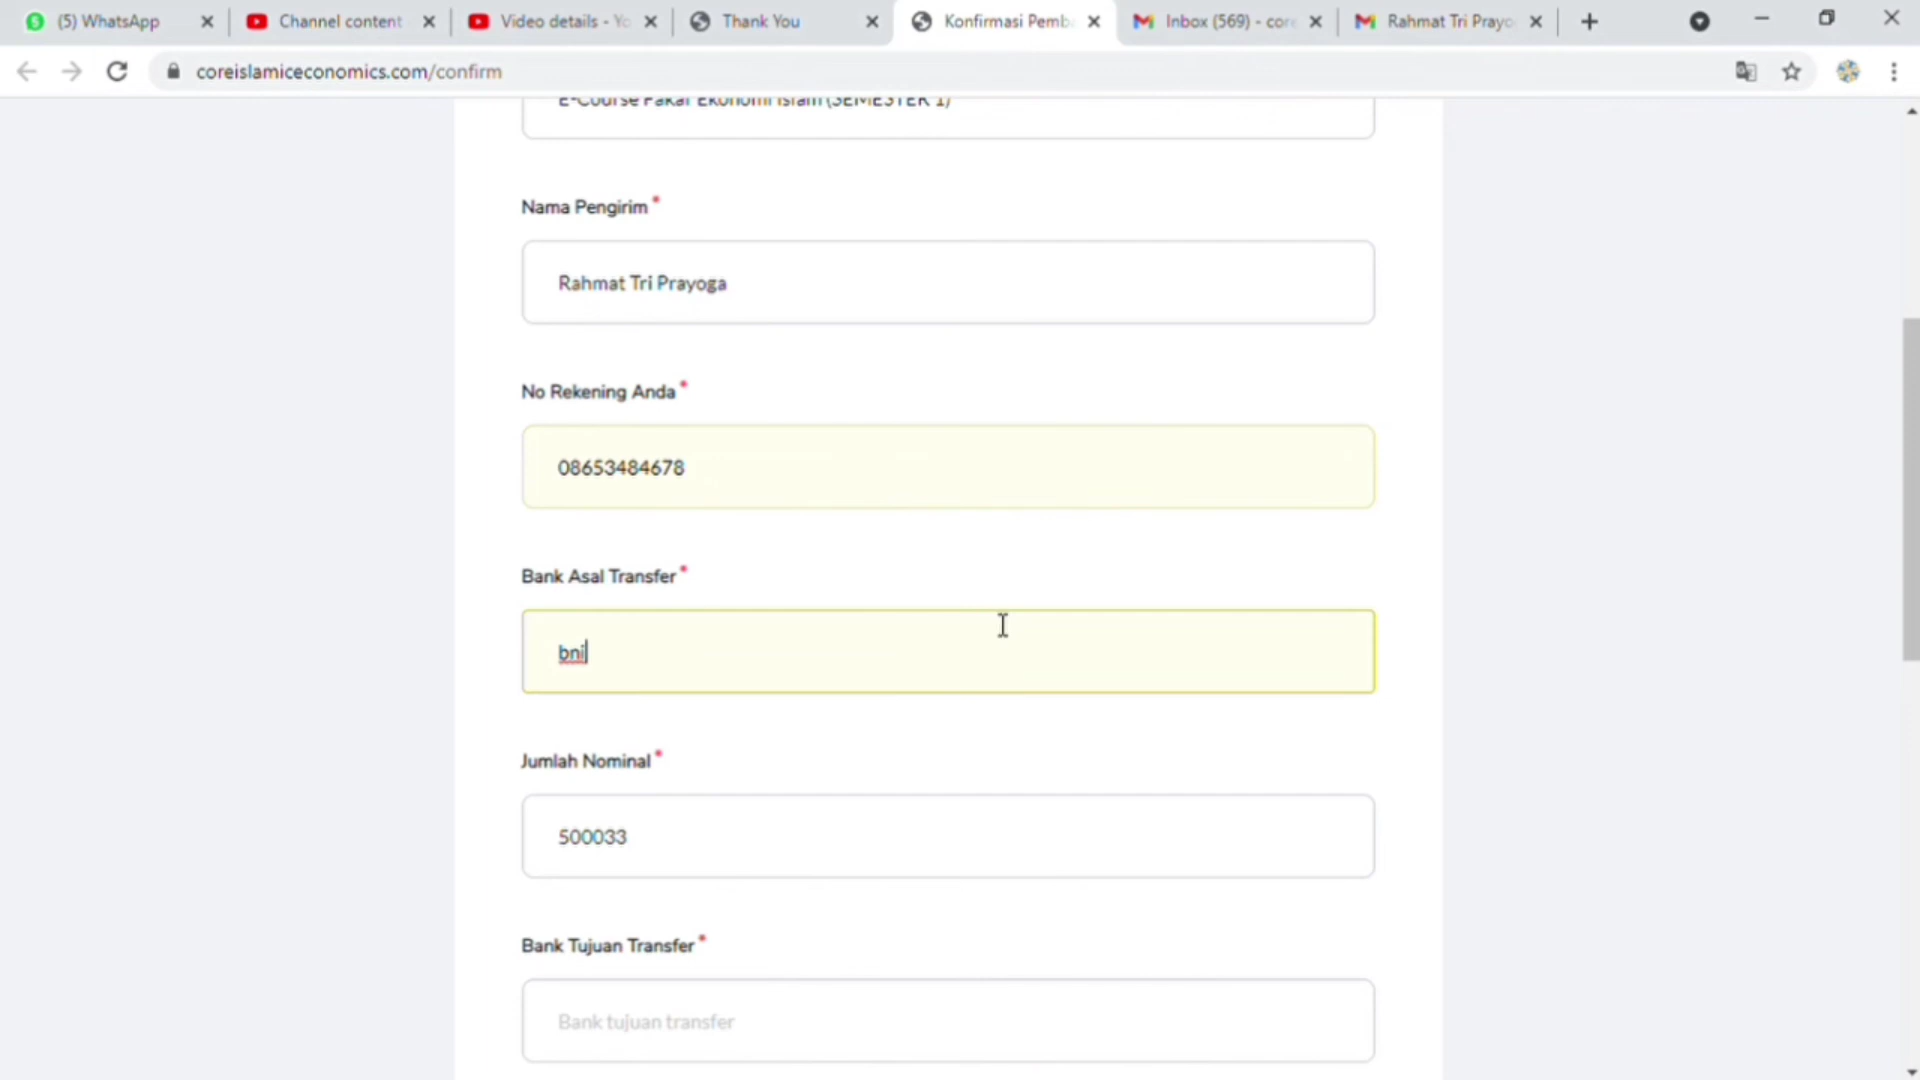 (5) WhatsApp
Channel content
Video details - Yo
Thank You
Konfirmasi Pemb
Inbox (569) - core
Rahmat Tri Prayo
coreislamiceconomics.com/confirm
E-Course Pakar Ekonomi Islam (SEMESTER 1)
Nama Pengirim *
Rahmat Tri Prayoga
No Rekening Anda *
08653484678
Bank Asal Transfer *
bni
Jumlah Nominal *
500033
Bank Tujuan Transfer *
Bank tujuan transfer